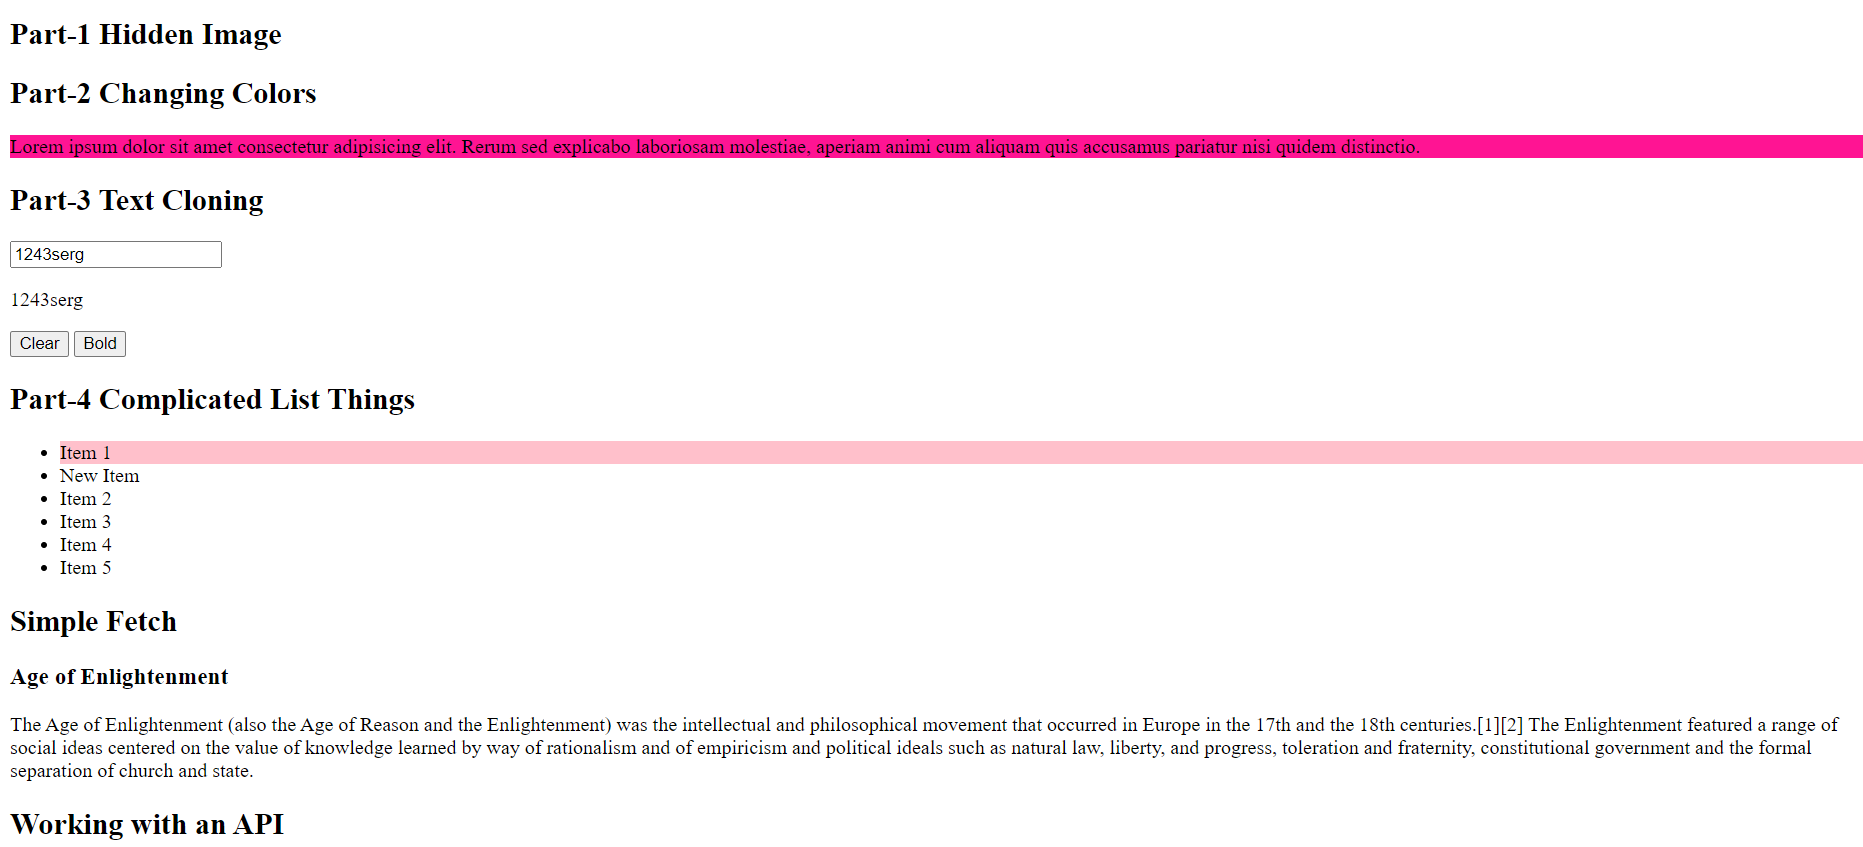 Part-1 Hidden Image
Part-2 Changing Colors
Lorem ipsum dolor sit amet consectetur adipisicing elit. Rerum sed explicabo laboriosam molestiae, aperiam animi cum aliquam quis accusamus pariatur nisi quidem distinctio.
Part-3 Text Cloning
1243serg
1243serg
Clear Bold
Part-4 Complicated List Things
Item 1
New Item
Item 2
Item 3
Item 4
Item 5
Simple Fetch
Age of Enlightenment
The Age of Enlightenment (also the Age of Reason and the Enlightenment) was the intellectual and philosophical movement that occurred in Europe in the 17th and the 18th centuries.[1][2] The Enlightenment featured a range of
social ideas centered on the value of knowledge learned by way of rationalism and of empiricism and political ideals such as natural law, liberty, and progress, toleration and fraternity, constitutional government and the formal
separation of church and state.
Working with an API